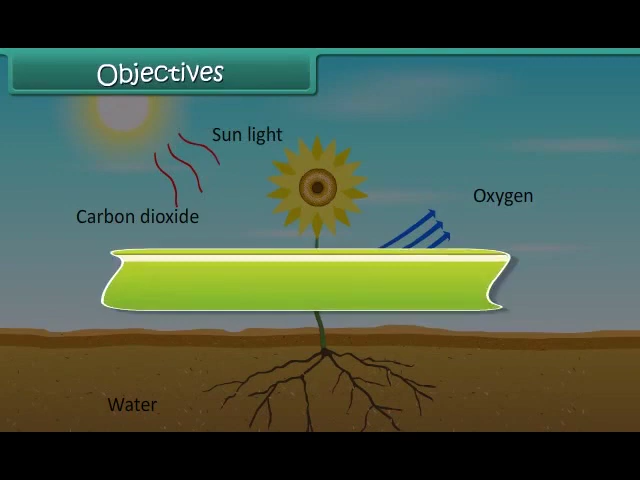 Objectives
Sun light
Oxygen
Carbon dioxide
Water